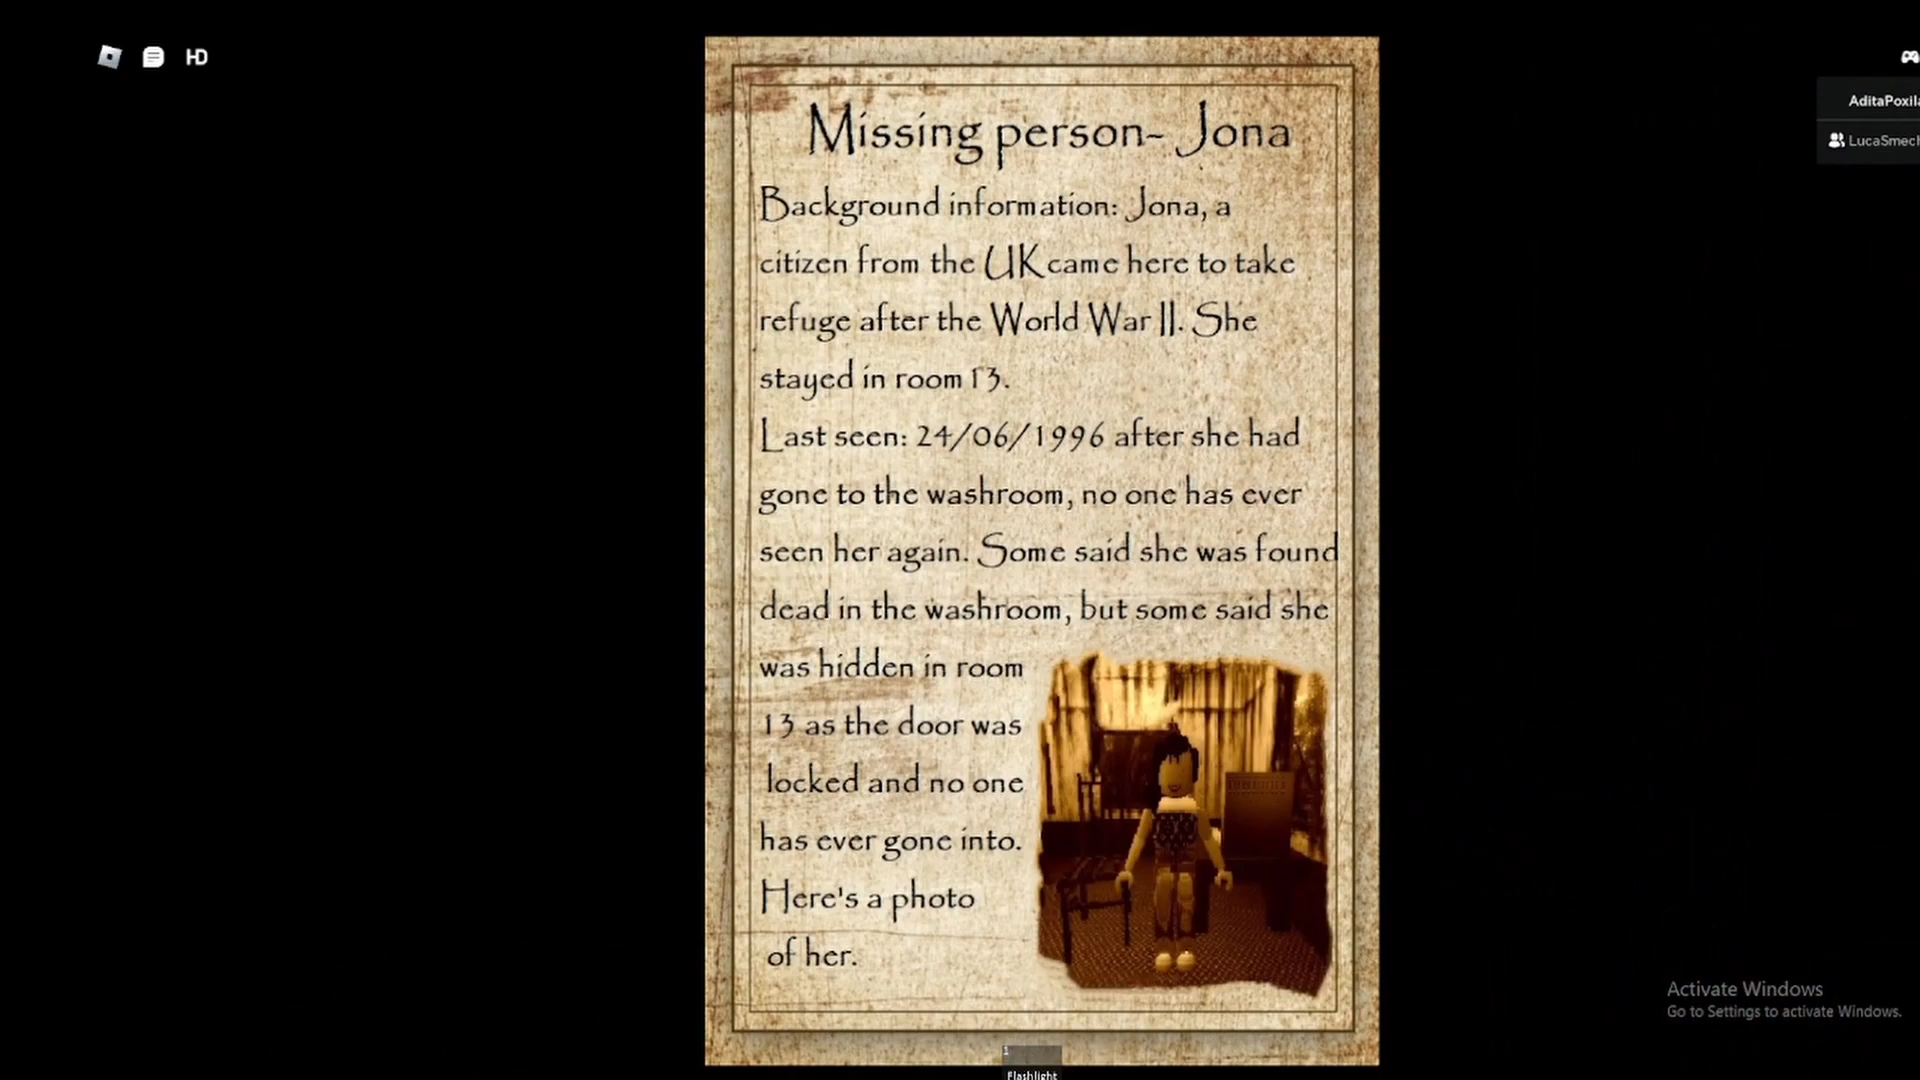 HD
AditaPoxila
LucaSmech
Missing person- Jona
Background information: Jona, a
citizen from the UK came here to take
refuge after the World War II. She
stayed in room 13.
Last seen: 24/06/1996 after she had
gone to the washroom, no one has ever
seen her again. Some said she was found
dead in the washroom, but some said she
was hidden in room
13 as the door was
locked and no one
has ever gone into.
Here's a photo
of her.
Activate Windows
Go to Settings to activate Windows.
1
Flashlight